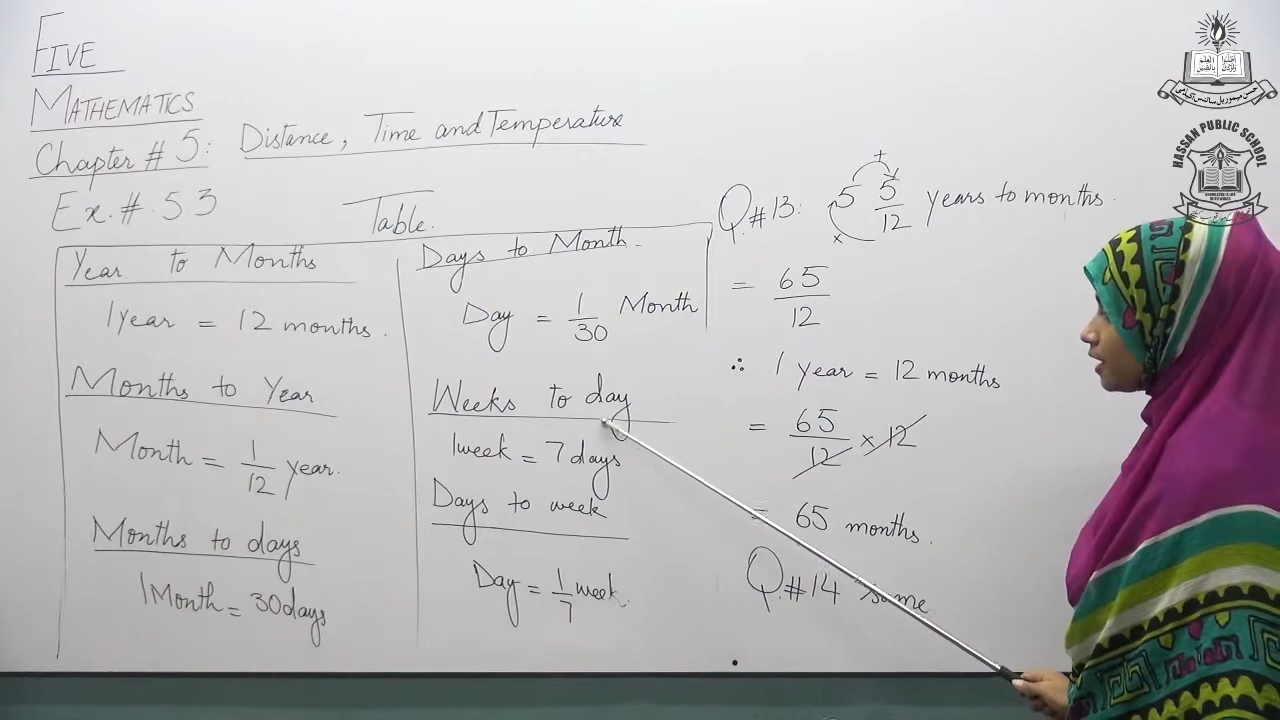 FIVE
MATHEMATICS
Chapter # 5: Distance, Time and Temperature
Ex. #. 5 3
Table.
Year to Months
1 year = 12 months.
Months to Year
Month = 1/12 year.
Months to days
1 Month = 30 days
Days to Month
Day = 1/30 Month
Weeks to day
1 week = 7 days
Days to week
Day = 1/7 week.
Q.#13: 5 5/12 years to months.
+
x
= 65/12
∴ 1 year = 12 months
= 65/12 × 12
= 65 months.
Q.#14 same
HASSAN PUBLIC SCHOOL